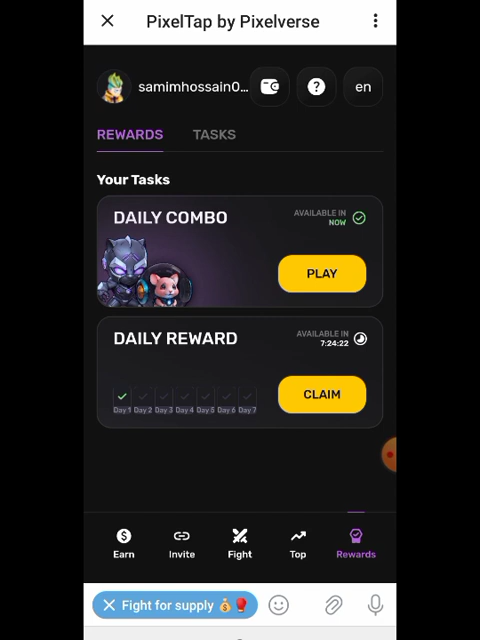 PixelTap by Pixelverse
samimhossain0...
en
REWARDS
TASKS
Your Tasks
DAILY COMBO
AVAILABLE IN
NOW
PLAY
DAILY REWARD
AVAILABLE IN
7:24:22
Day 1 Day 2 Day 3 Day 4 Day 5 Day 6 Day 7
CLAIM
Earn
Invite
Fight
Top
Rewards
Fight for supply 💰🥊